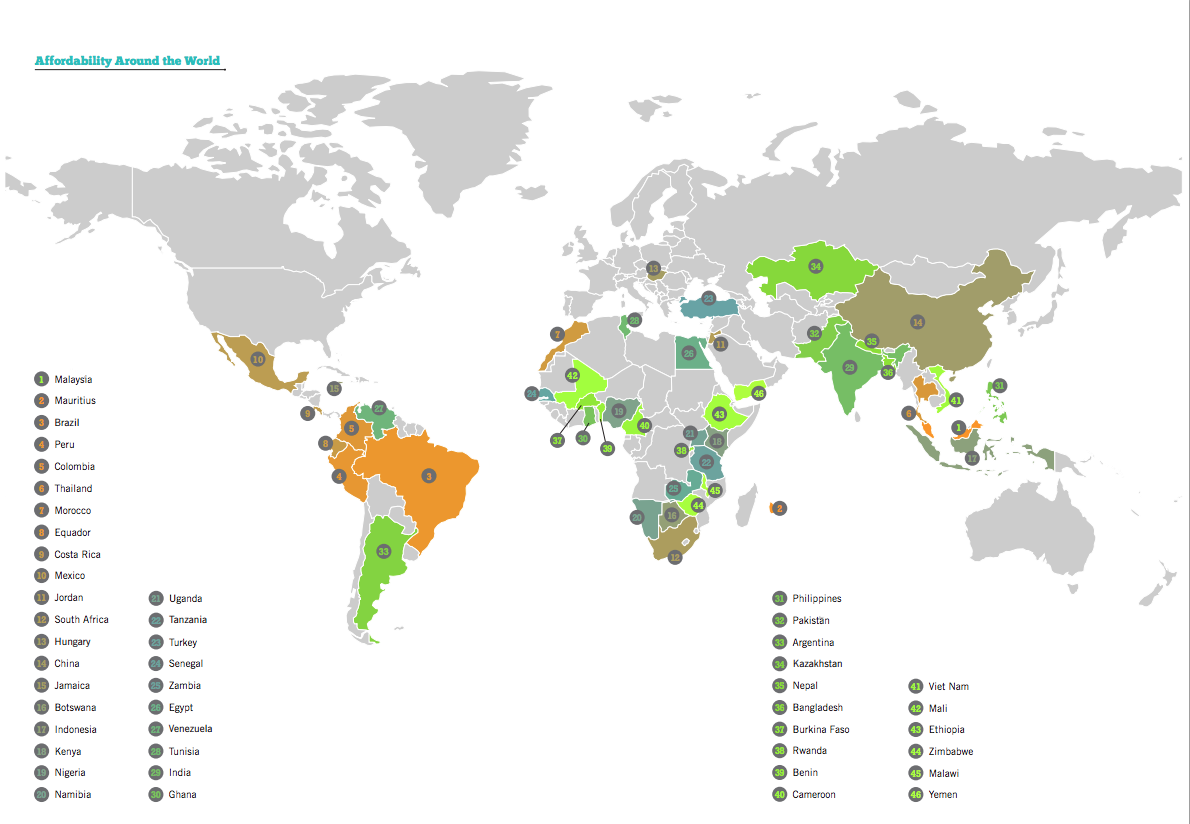 Affordability Around the World
34
13
23
14
7
28
11
32
35
26
10
29
36
42
31
15
24
46
41
9
27
19
43
6
5
40
1
37
30
21
18
8
39
38
17
22
4
3
25
45
44
2
20
16
33
12
1 Malaysia
2 Mauritius
3 Brazil
4 Peru
5 Colombia
6 Thailand
7 Morocco
8 Equador
9 Costa Rica
10 Mexico
11 Jordan
12 South Africa
13 Hungary
14 China
15 Jamaica
16 Botswana
17 Indonesia
18 Kenya
19 Nigeria
20 Namibia
21 Uganda
22 Tanzania
23 Turkey
24 Senegal
25 Zambia
26 Egypt
27 Venezuela
28 Tunisia
29 India
30 Ghana
31 Philippines
32 Pakistän
33 Argentina
34 Kazakhstan
35 Nepal
36 Bangladesh
37 Burkina Faso
38 Rwanda
39 Benin
40 Cameroon
41 Viet Nam
42 Mali
43 Ethiopia
44 Zimbabwe
45 Malawi
46 Yemen